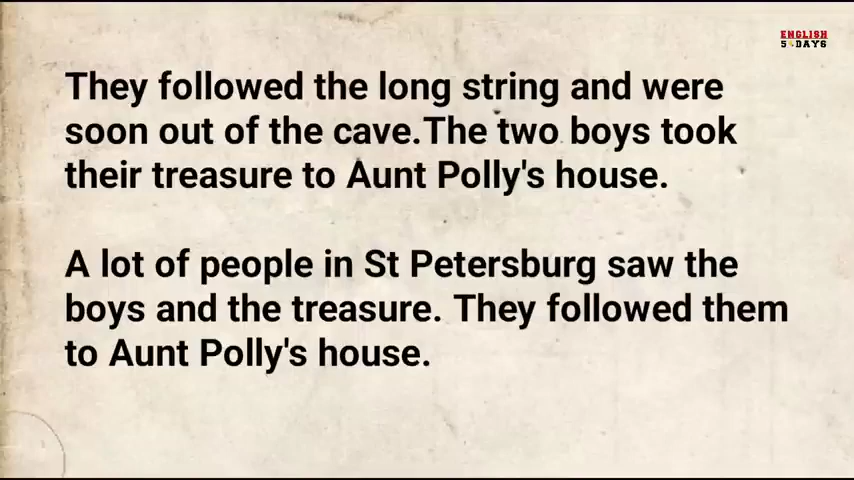 ENGLISH
5 DAYS
They followed the long string and were
soon out of the cave.The two boys took
their treasure to Aunt Polly's house.
A lot of people in St Petersburg saw the
boys and the treasure. They followed them
to Aunt Polly's house.